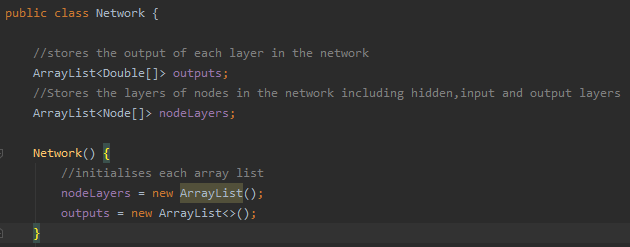 public class Network {
//stores the output of each layer in the network
ArrayList<Double[]> outputs;
//Stores the layers of nodes in the network including hidden,input and output layers
ArrayList<Node[]> nodeLayers;
Network() {
//initialises each array list
nodeLayers = new ArrayList();
outputs = new ArrayList<>();
}